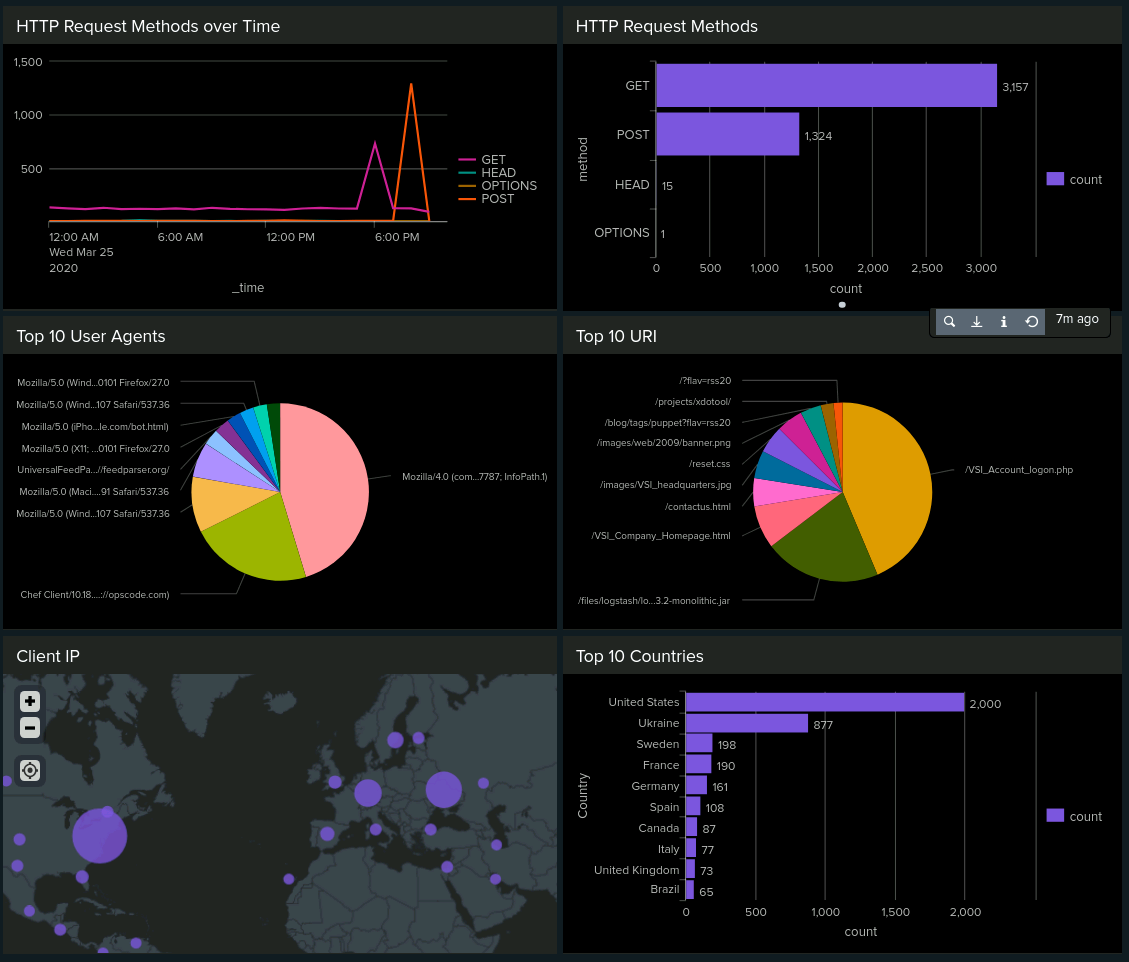 HTTP Request Methods over Time
1,500
1,000
500
GET
HEAD
OPTIONS
POST
12:00 AM
Wed Mar 25
2020
6:00 AM
12:00 PM
6:00 PM
_time
HTTP Request Methods
method
GET
3,157
POST
1,324
HEAD
15
OPTIONS
1
0
500
1,000
1,500
2,000
2,500
3,000
count
count
7m ago
Top 10 User Agents
Mozilla/5.0 (Wind...0101 Firefox/27.0
Mozilla/5.0 (Wind...107 Safari/537.36
Mozilla/5.0 (iPho...le.com/bot.html)
Mozilla/5.0 (X11; ...0101 Firefox/27.0
UniversalFeedPa...//feedparser.org/
Mozilla/5.0 (Maci....91 Safari/537.36
Mozilla/5.0 (Wind...107 Safari/537.36
Chef Client/10.18....://opscode.com)
Mozilla/4.0 (com...7787; InfoPath.1)
Top 10 URI
/?flav=rss20
/projects/xdotool/
/blog/tags/puppet?flav=rss20
/images/web/2009/banner.png
/reset.css
/images/VSI_headquarters.jpg
/contactus.html
/VSI_Company_Homepage.html
/files/logstash/lo...3.2-monolithic.jar
/VSI_Account_logon.php
Client IP
Top 10 Countries
Country
United States
2,000
Ukraine
877
Sweden
198
France
190
Germany
161
Spain
108
Canada
87
Italy
77
United Kingdom
73
Brazil
65
0
500
1,000
1,500
2,000
count
count